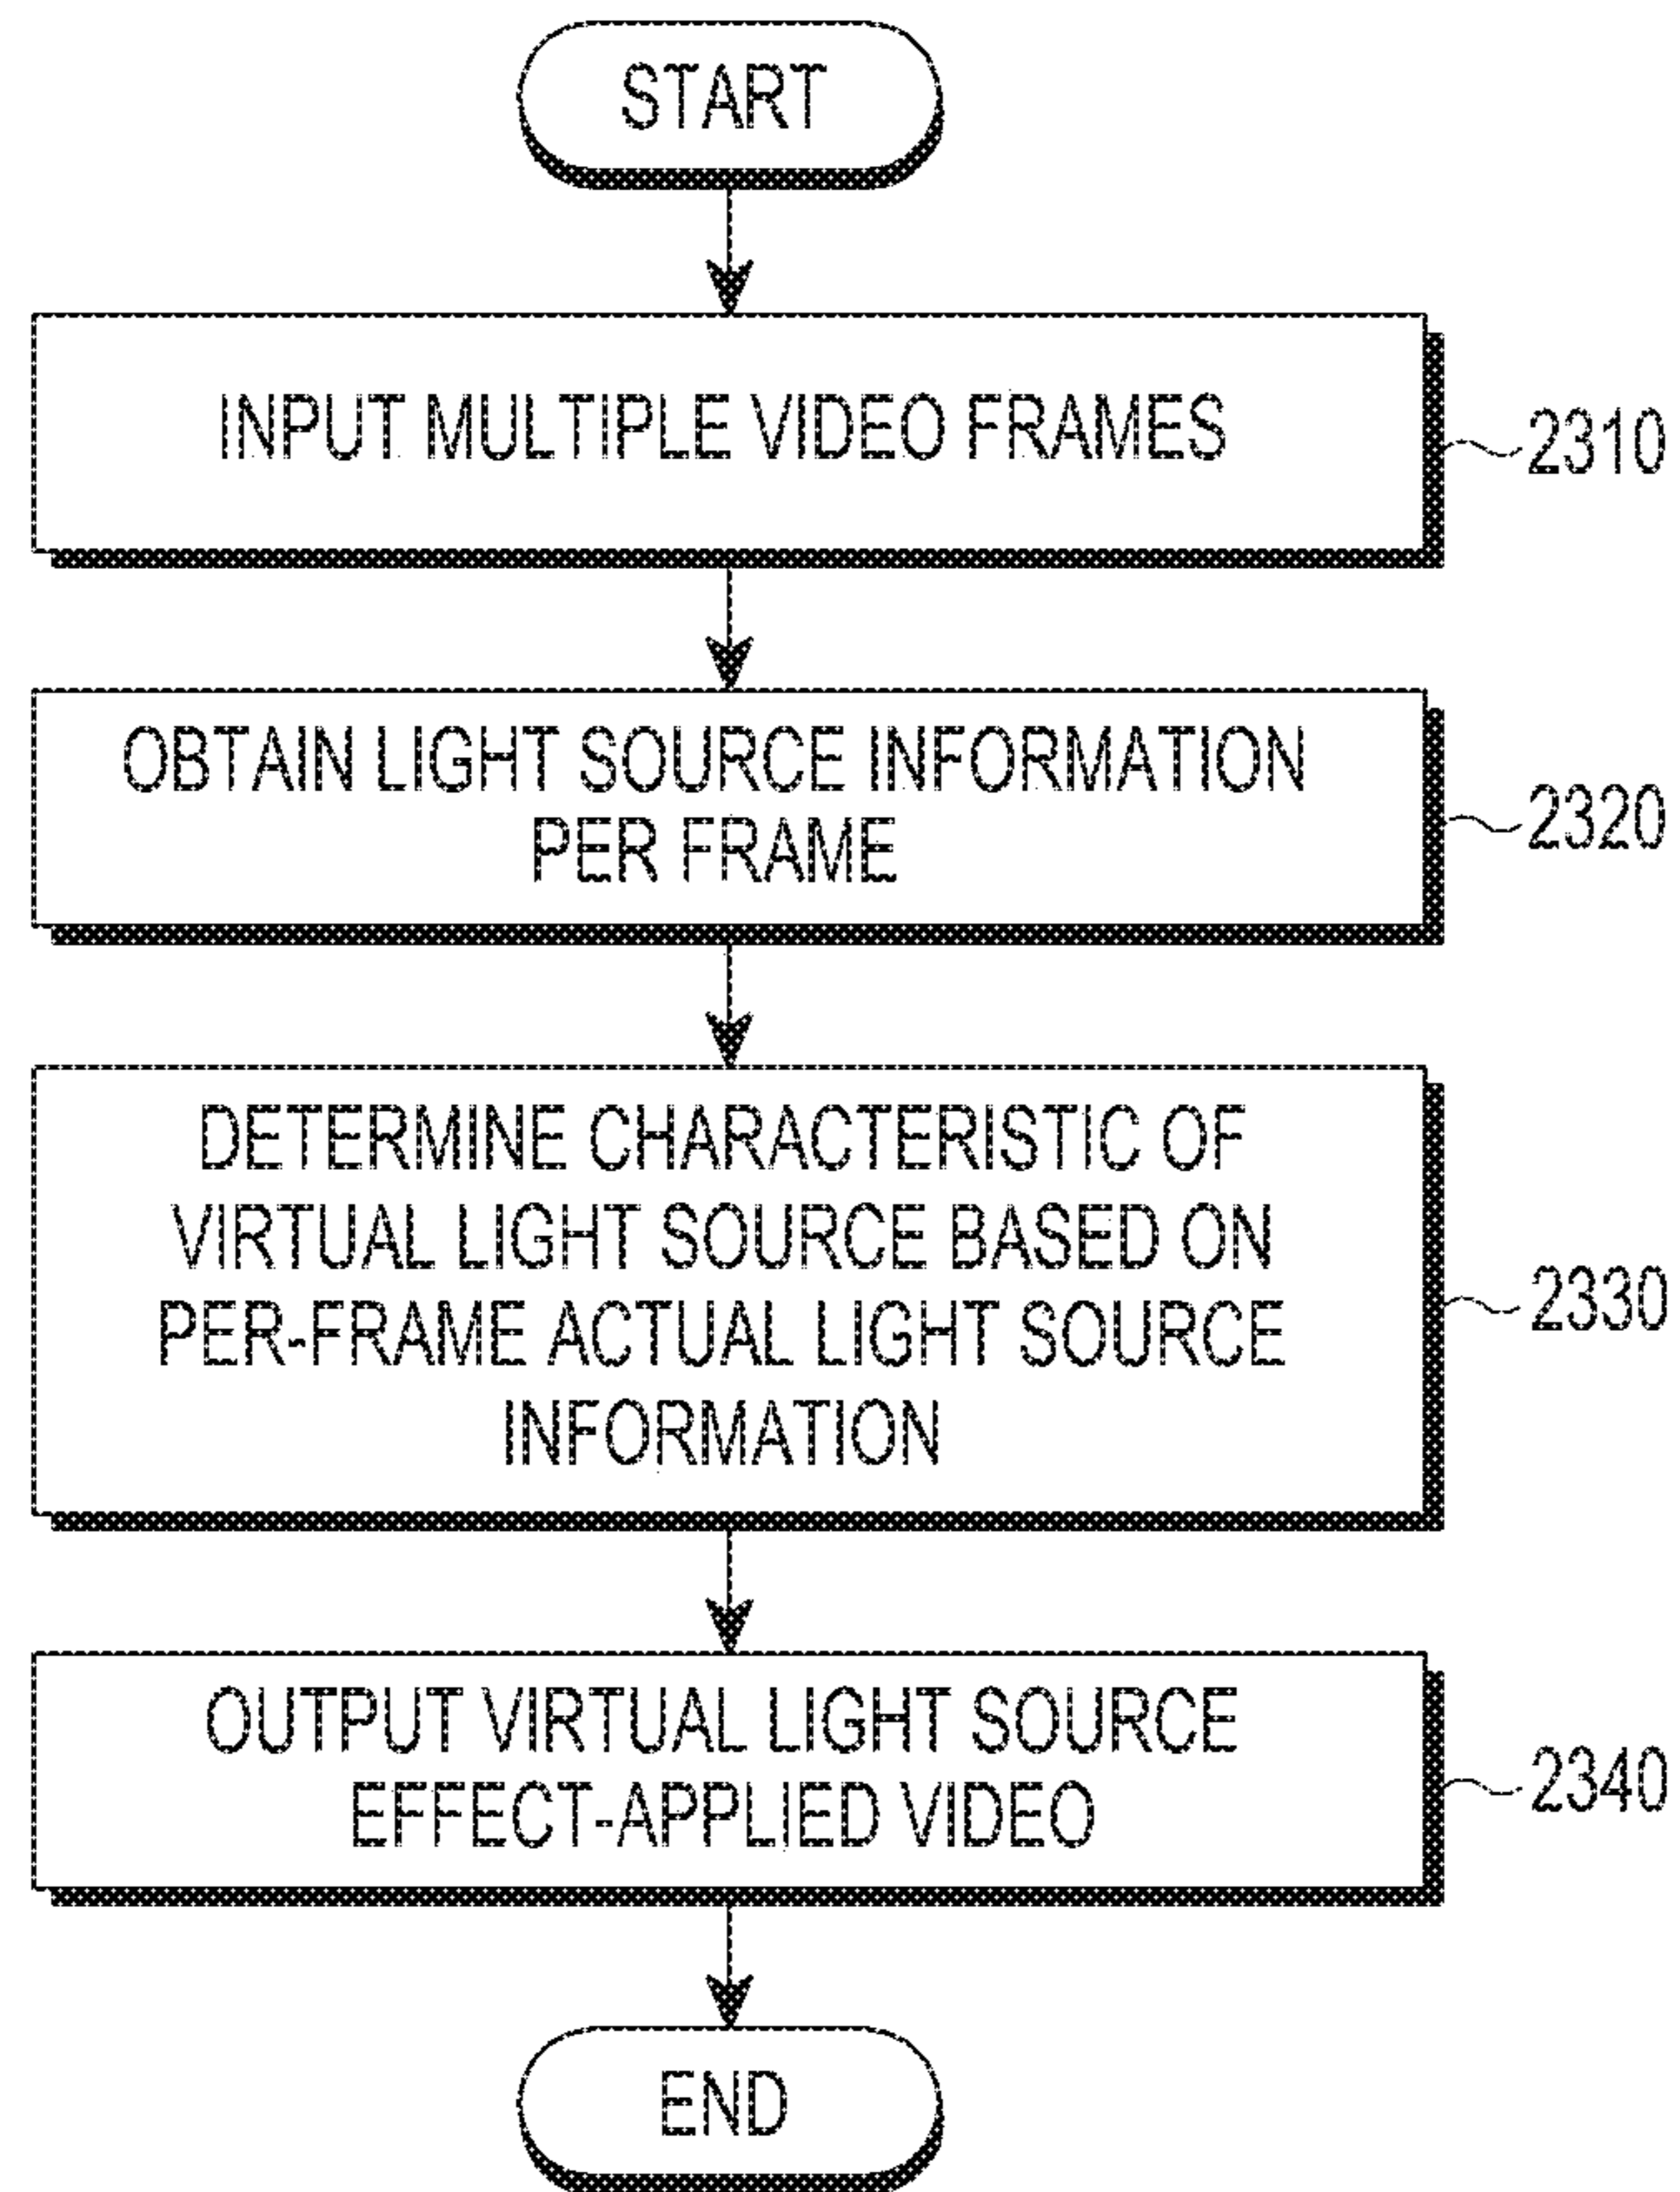 START
INPUT MULTIPLE VIDEO FRAMES
2310
OBTAIN LIGHT SOURCE INFORMATION
PER FRAME
2320
DETERMINE CHARACTERISTIC OF
VIRTUAL LIGHT SOURCE BASED ON
PER-FRAME ACTUAL LIGHT SOURCE
INFORMATION
2330
OUTPUT VIRTUAL LIGHT SOURCE
EFFECT-APPLIED VIDEO
2340
END